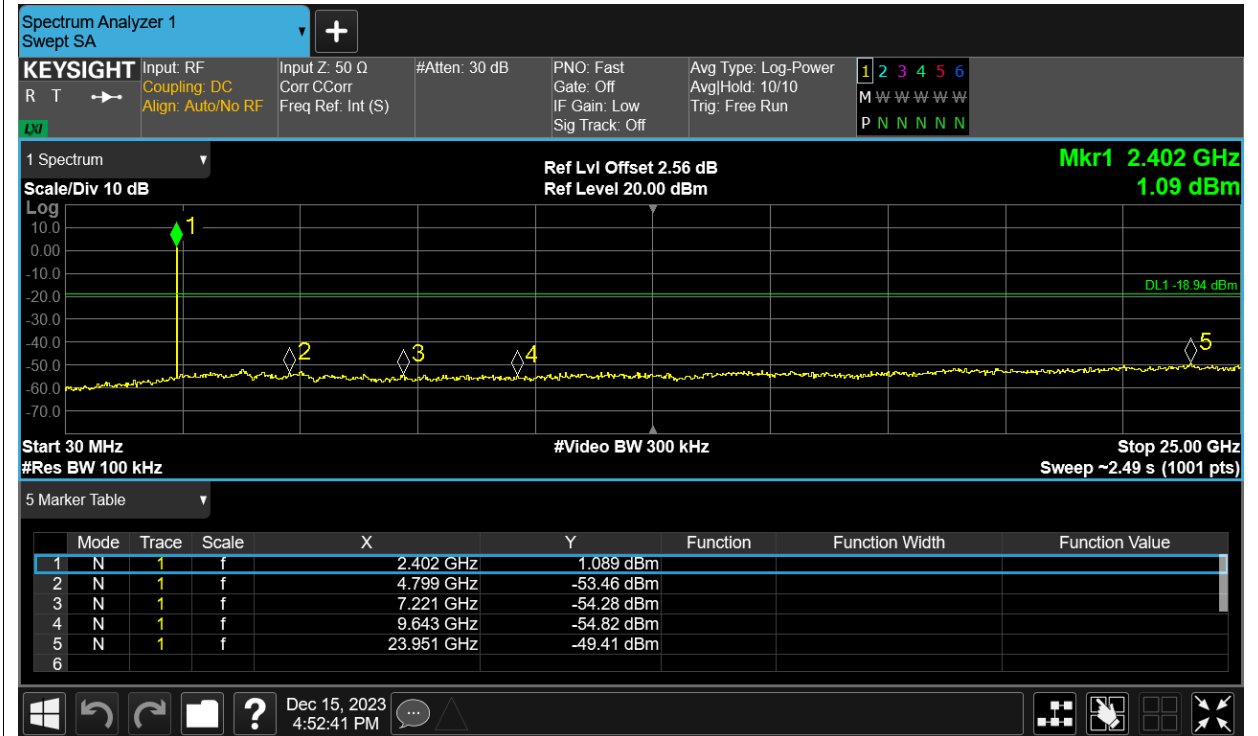 Spectrum Analyzer 1
Swept SA
KEYSIGHT
R T
LXI
Input: RF
Coupling: DC
Align: Auto/No RF
Input Z: 50 Ω
Corr CCorr
Freq Ref: Int (S)
#Atten: 30 dB
PNO: Fast
Gate: Off
IF Gain: Low
Sig Track: Off
Avg Type: Log-Power
Avg|Hold: 10/10
Trig: Free Run
1 2 3 4 5 6
M W W W W W
P N N N N N
1 Spectrum
Scale/Div 10 dB
Ref Lvl Offset 2.56 dB
Ref Level 20.00 dBm
Mkr1 2.402 GHz
1.09 dBm
Log
10.0
0.00
-10.0
-20.0
-30.0
-40.0
-50.0
-60.0
-70.0
1
2
3
4
5
DL1 -18.94 dBm
Start 30 MHz
#Res BW 100 kHz
#Video BW 300 kHz
Stop 25.00 GHz
Sweep ~2.49 s (1001 pts)
5 Marker Table
Mode Trace Scale X Y Function Function Width Function Value
1 N 1 f 2.402 GHz 1.089 dBm
2 N 1 f 4.799 GHz -53.46 dBm
3 N 1 f 7.221 GHz -54.28 dBm
4 N 1 f 9.643 GHz -54.82 dBm
5 N 1 f 23.951 GHz -49.41 dBm
6
?
Dec 15, 2023
4:52:41 PM